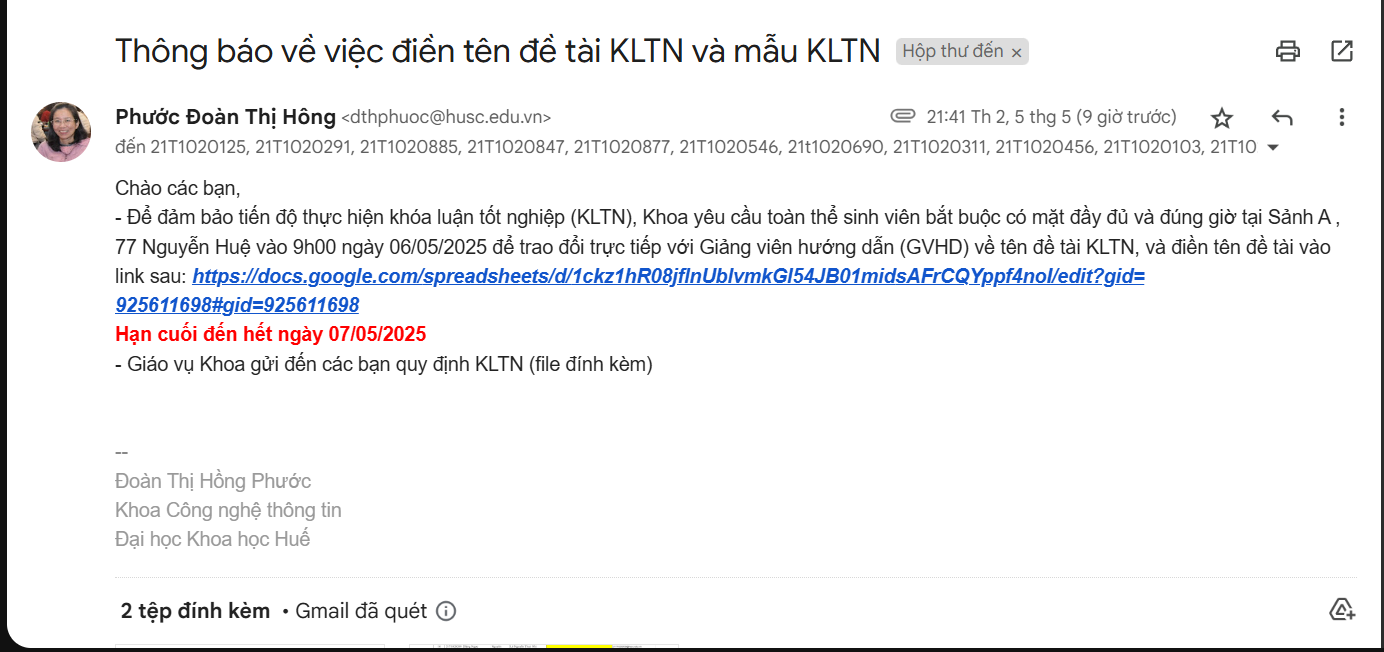 Thông báo về việc điền tên đề tài KLTN và mẫu KLTN Hộp thư đến ×
Phước Đoàn Thị Hông <dthphuoc@husc.edu.vn> 21:41 Th 2, 5 thg 5 (9 giờ trước)
đến 21T1020125, 21T1020291, 21T1020885, 21T1020847, 21T1020877, 21T1020546, 21t1020690, 21T1020311, 21T1020456, 21T1020103, 21T10
Chào các bạn,
- Để đảm bảo tiến độ thực hiện khóa luận tốt nghiệp (KLTN), Khoa yêu cầu toàn thể sinh viên bắt buộc có mặt đầy đủ và đúng giờ tại Sảnh A ,
77 Nguyễn Huệ vào 9h00 ngày 06/05/2025 để trao đổi trực tiếp với Giảng viên hướng dẫn (GVHD) về tên đề tài KLTN, và điền tên đề tài vào
link sau: https://docs.google.com/spreadsheets/d/1ckz1hR08jfInUblvmkGI54JB01midsAFrCQYppf4noI/edit?gid=
925611698#gid=925611698
Hạn cuối đến hết ngày 07/05/2025
- Giáo vụ Khoa gửi đến các bạn quy định KLTN (file đính kèm)
--
Đoàn Thị Hồng Phước
Khoa Công nghệ thông tin
Đại học Khoa học Huế
2 tệp đính kèm • Gmail đã quét